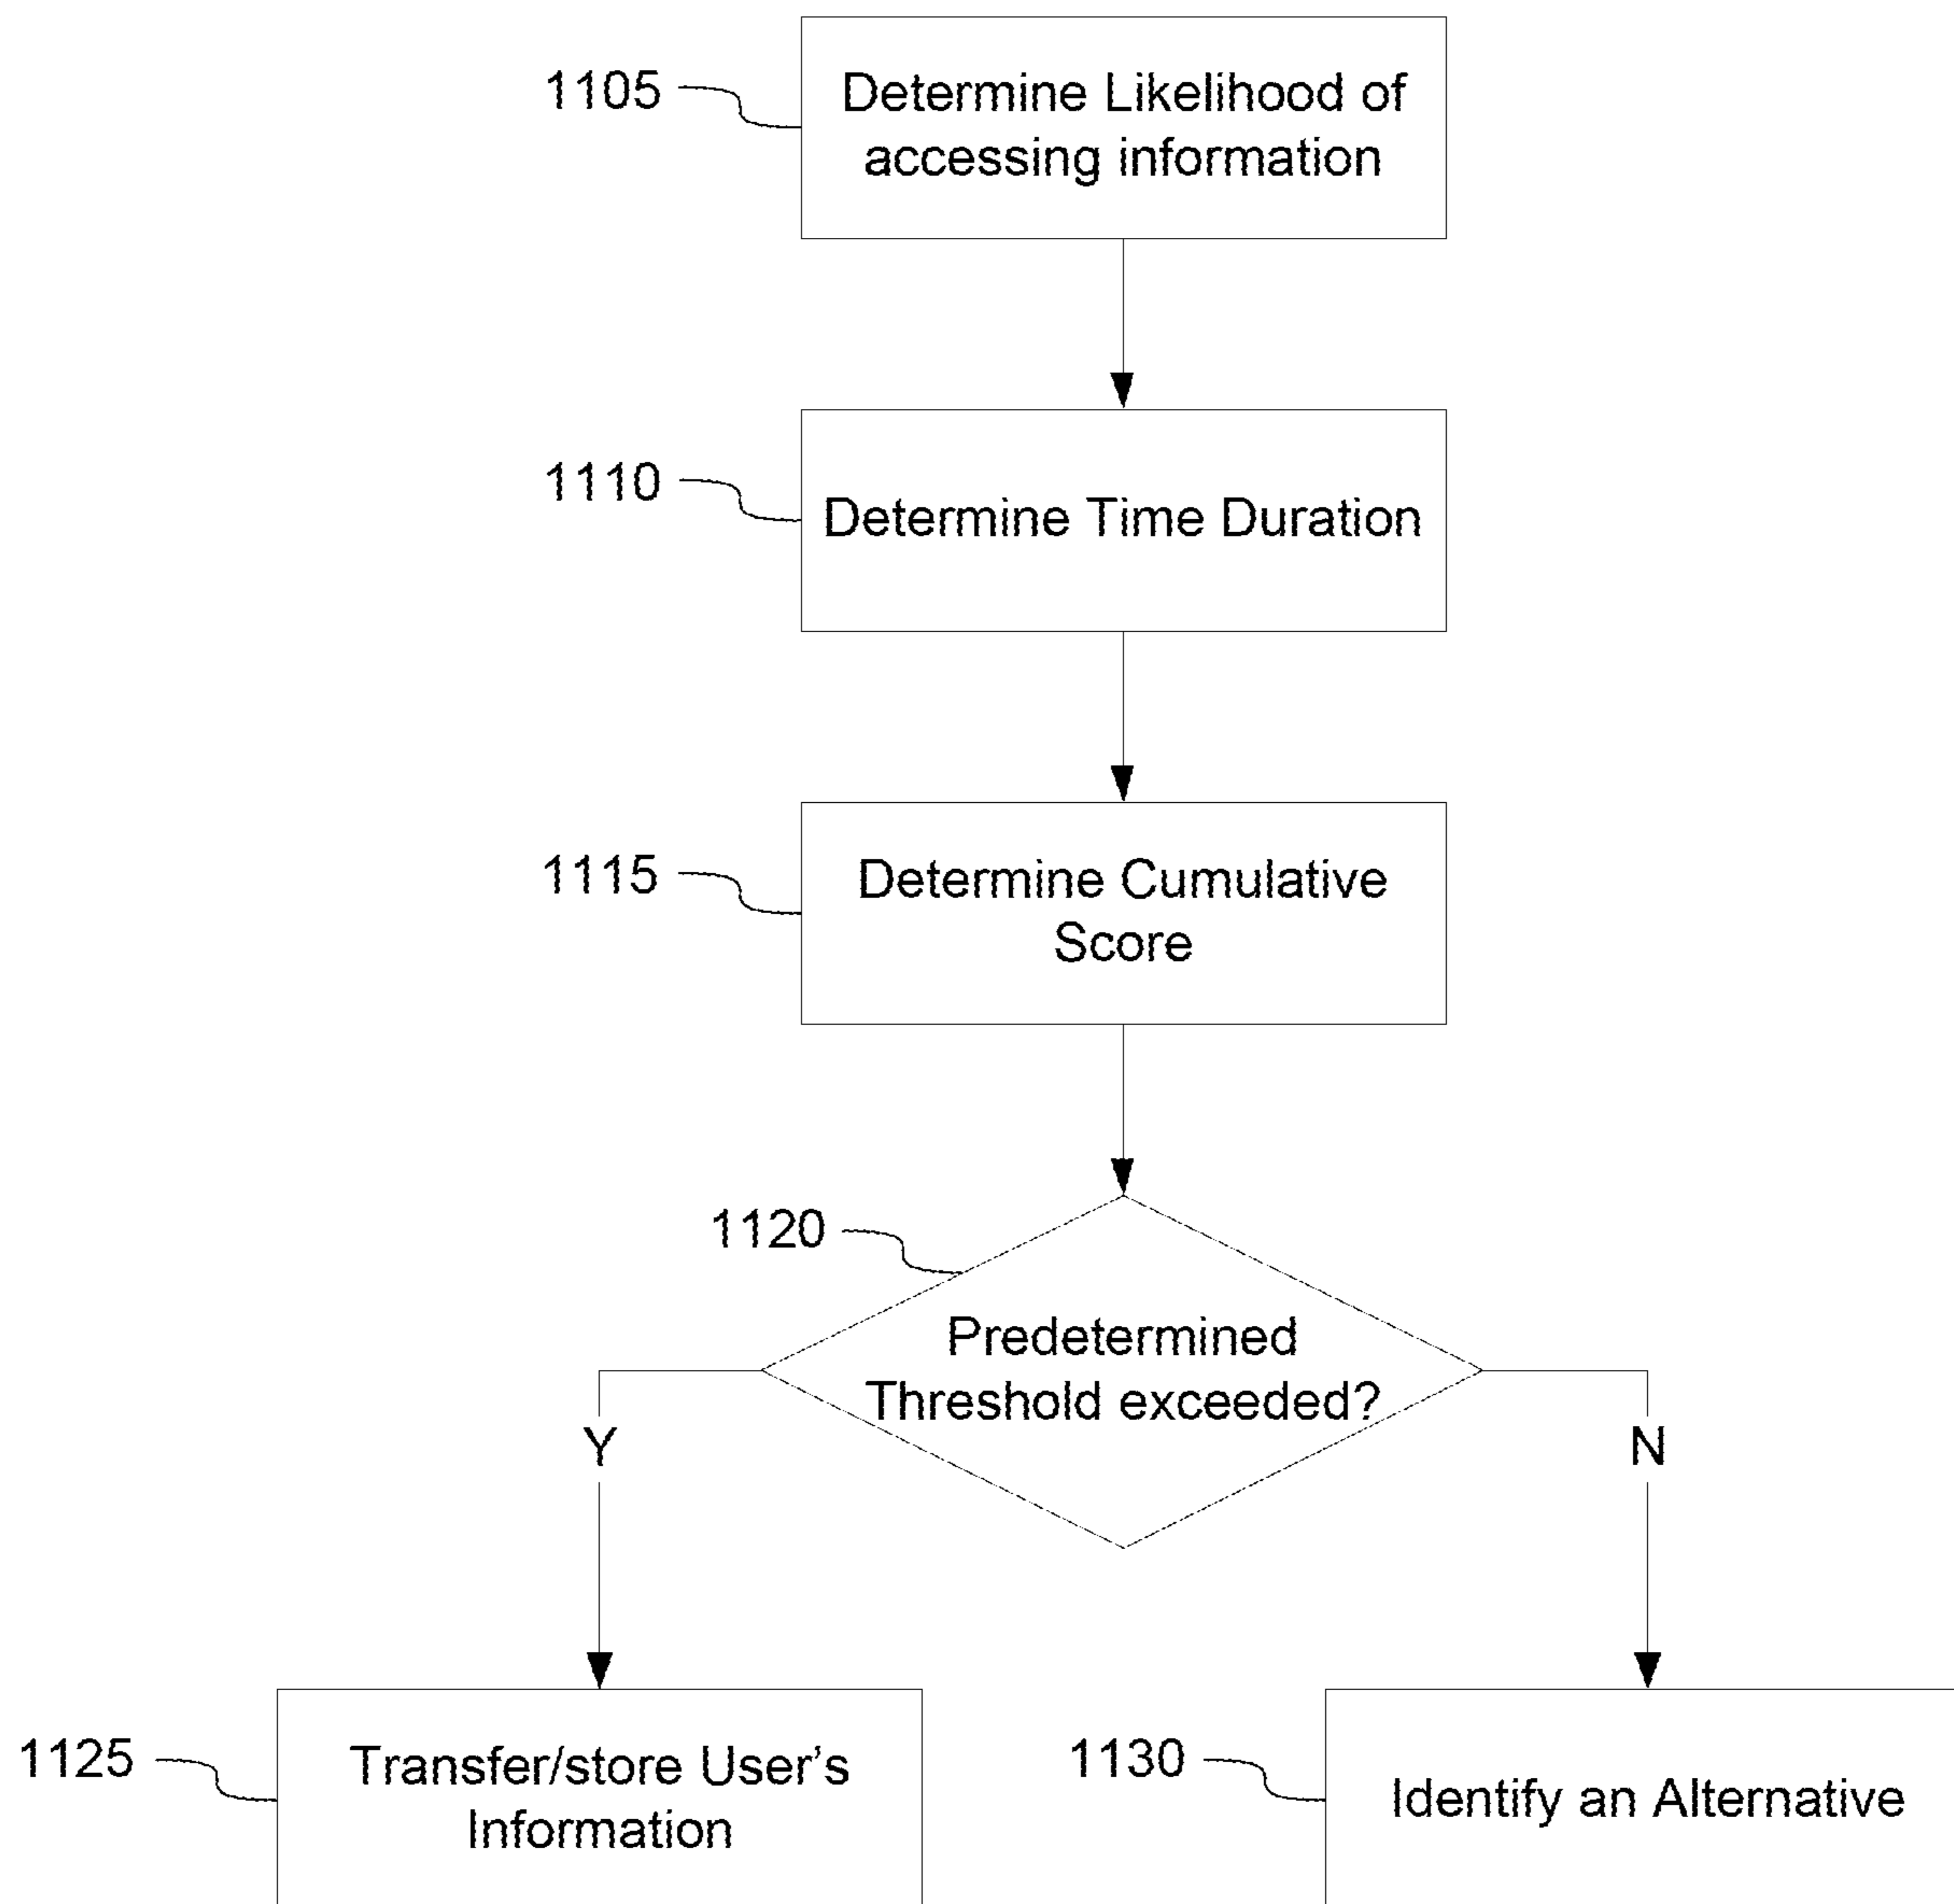 1105
Determine Likelihood of
accessing information
1110
Determine Time Duration
1115
Determine Cumulative
Score
1120
Predetermined
Threshold exceeded?
Y
N
1125
Transfer/store User's
Information
1130
Identify an Alternative